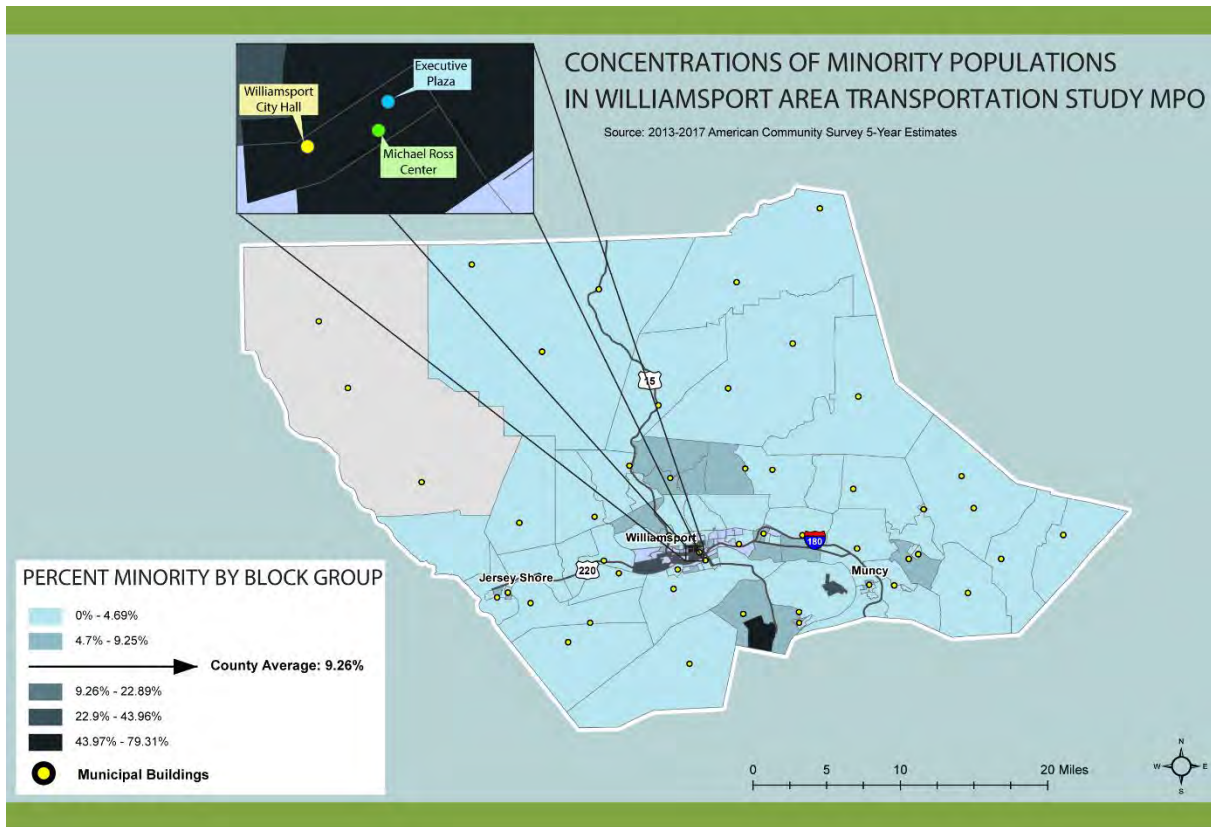 CONCENTRATIONS OF MINORITY POPULATIONS
IN WILLIAMSPORT AREA TRANSPORTATION STUDY MPO
Source: 2013-2017 American Community Survey 5-Year Estimates
Executive
Plaza
Williamsport
City Hall
Michael Ross
Center
15
Williamsport
180
220
Jersey Shore
Muncy
PERCENT MINORITY BY BLOCK GROUP
0% - 4.69%
4.7% - 9.25%
County Average: 9.26%
9.26% - 22.89%
22.9% - 43.96%
43.97% - 79.31%
Municipal Buildings
0 5 10 20 Miles
N
W E
S